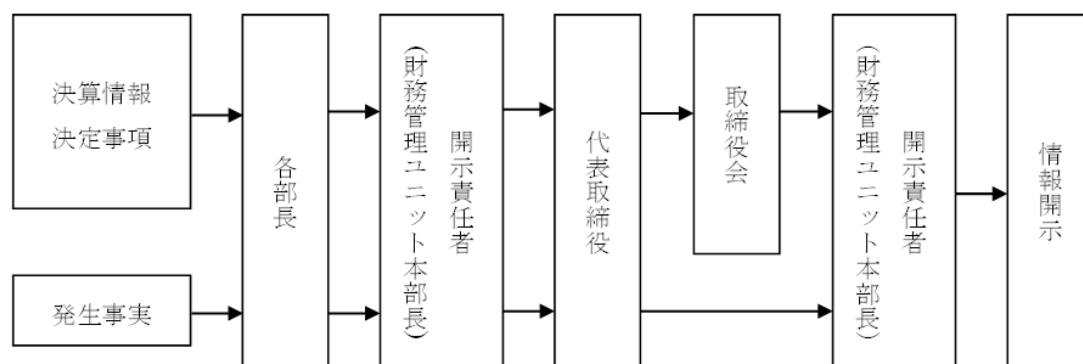 決算情報
決定事項
発生事実
各部長
開示責任者
（財務管理ユニット本部長）
代表取締役
取締役会
開示責任者
（財務管理ユニット本部長）
情報開示